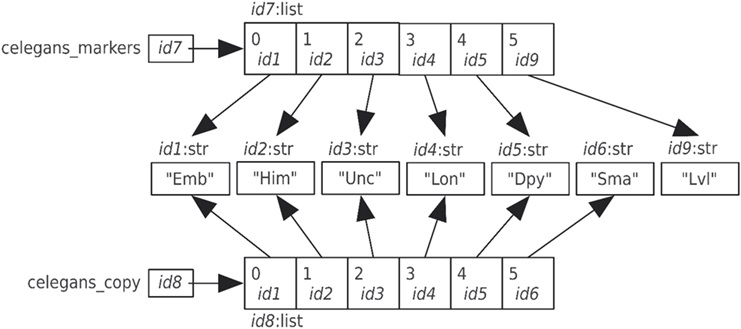 id7:list
celegans_markers id7 0 1 2 3 4 5
id1 id2 id3 id4 id5 id9
id1:str id2:str id3:str id4:str id5:str id6:str id9:str
"Emb" "Him" "Unc" "Lon" "Dpy" "Sma" "Lvl"
celegans_copy id8 0 1 2 3 4 5
id1 id2 id3 id4 id5 id6
id8:list